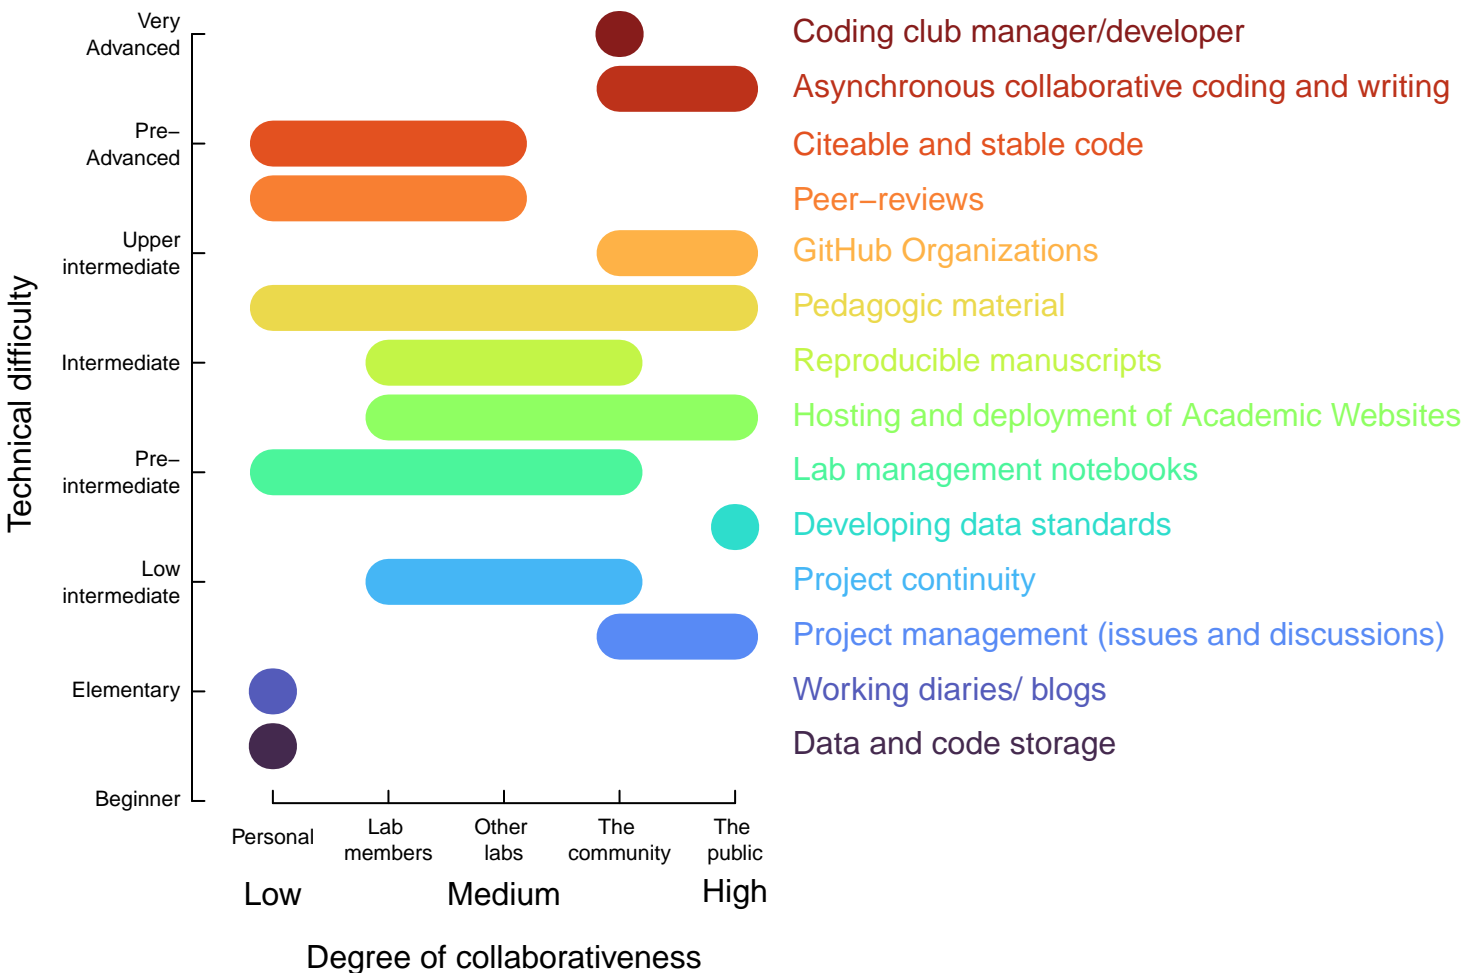 Very
Advanced
Coding club manager/developer
Asynchronous collaborative coding and writing
Pre−
Advanced
Citeable and stable code
Peer−reviews
Upper
intermediate
GitHub Organizations
Pedagogic material
Intermediate
Reproducible manuscripts
Hosting and deployment of Academic Websites
Pre−
intermediate
Lab management notebooks
Developing data standards
Low
intermediate
Project continuity
Project management (issues and discussions)
Elementary
Working diaries/ blogs
Data and code storage
Beginner
Technical difficulty
Personal
Lab
members
Other
labs
The
community
The
public
Low
Medium
High
Degree of collaborativeness